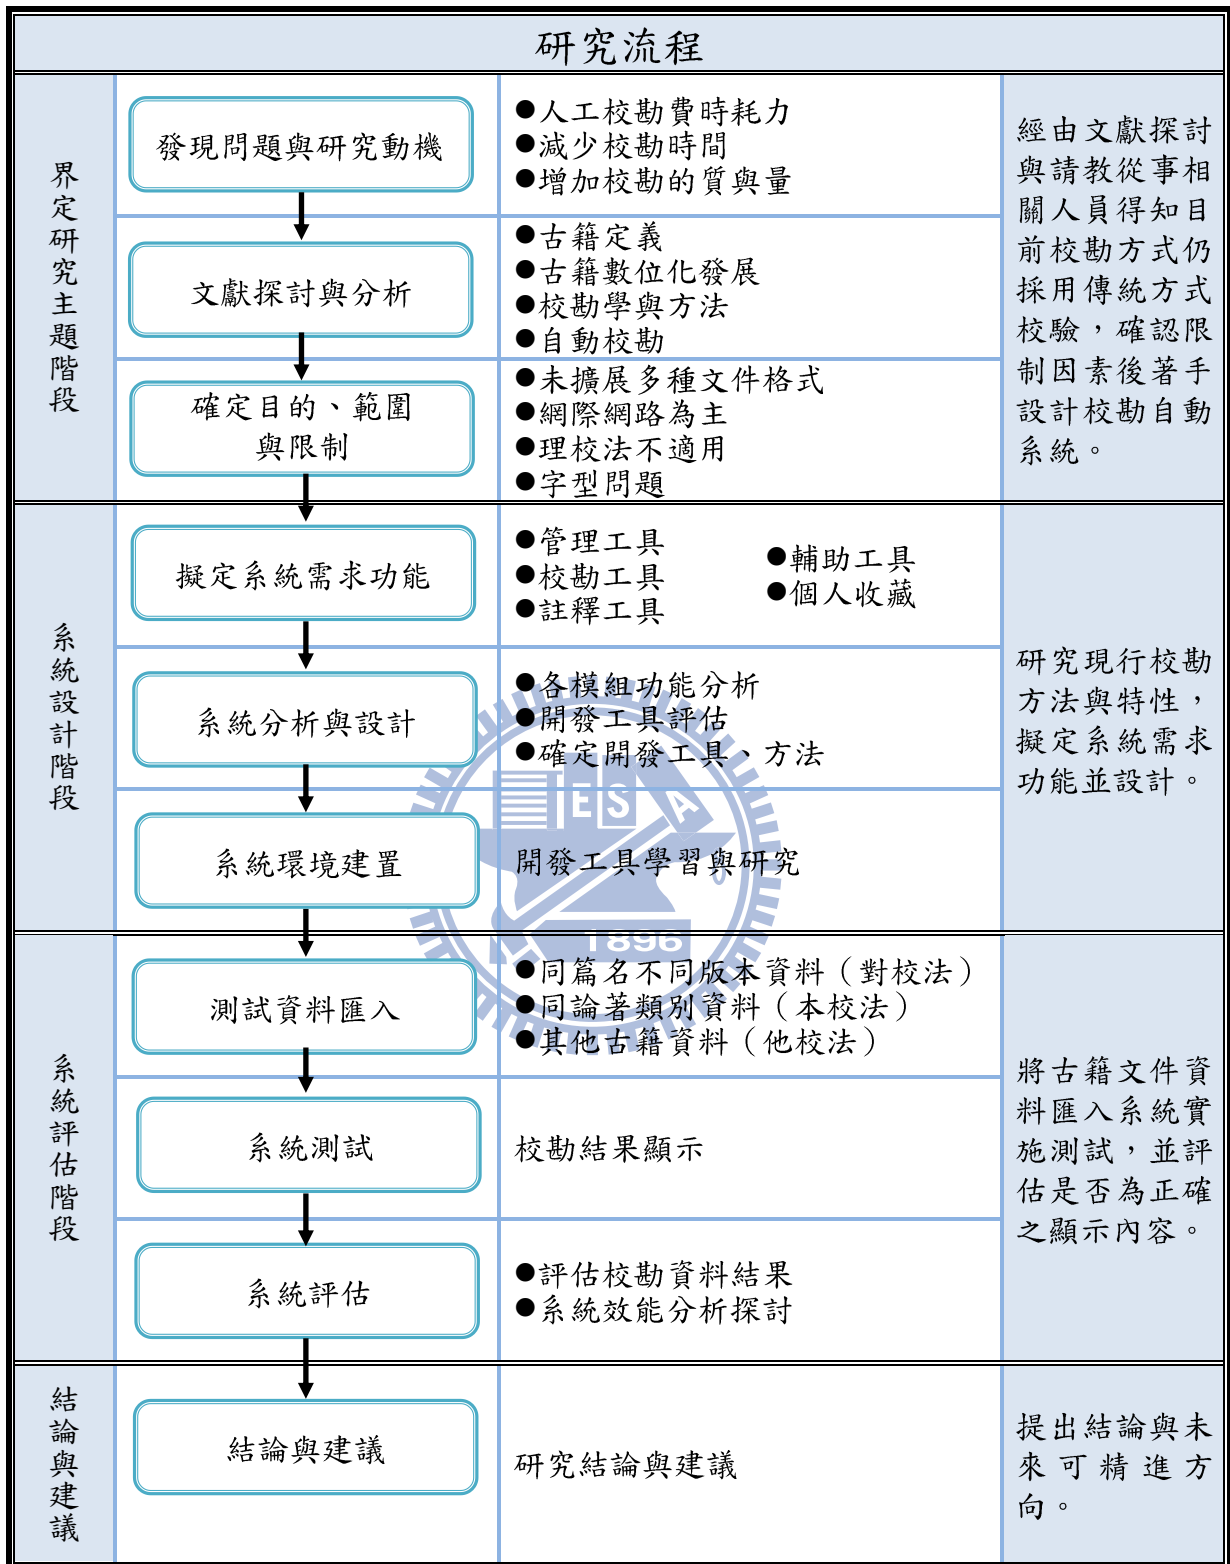 研究流程
界定研究主題階段
發現問題與研究動機
●人工校勘費時耗力
●減少校勘時間
●增加校勘的質與量
文獻探討與分析
●古籍定義
●古籍數位化發展
●校勘學與方法
●自動校勘
確定目的、範圍
與限制
●未擴展多種文件格式
●網際網路為主
●理校法不適用
●字型問題
經由文獻探討
與請教從事相
關人員得知目
前校勘方式仍
採用傳統方式
校驗，確認限
制因素後著手
設計校勘自動
系統。
系統設計階段
擬定系統需求功能
●管理工具
●校勘工具
●註釋工具
●輔助工具
●個人收藏
系統分析與設計
●各模組功能分析
●開發工具評估
●確定開發工具、方法
系統環境建置
開發工具學習與研究
研究現行校勘
方法與特性，
擬定系統需求
功能並設計。
ESA
1896
系統評估階段
測試資料匯入
●同篇名不同版本資料（對校法）
●同論著類別資料（本校法）
●其他古籍資料（他校法）
系統測試
校勘結果顯示
系統評估
●評估校勘資料結果
●系統效能分析探討
將古籍文件資
料匯入系統實
施測試，並評
估是否為正確
之顯示內容。
結論與建議
結論與建議
研究結論與建議
提出結論與未
來可精進方
向。